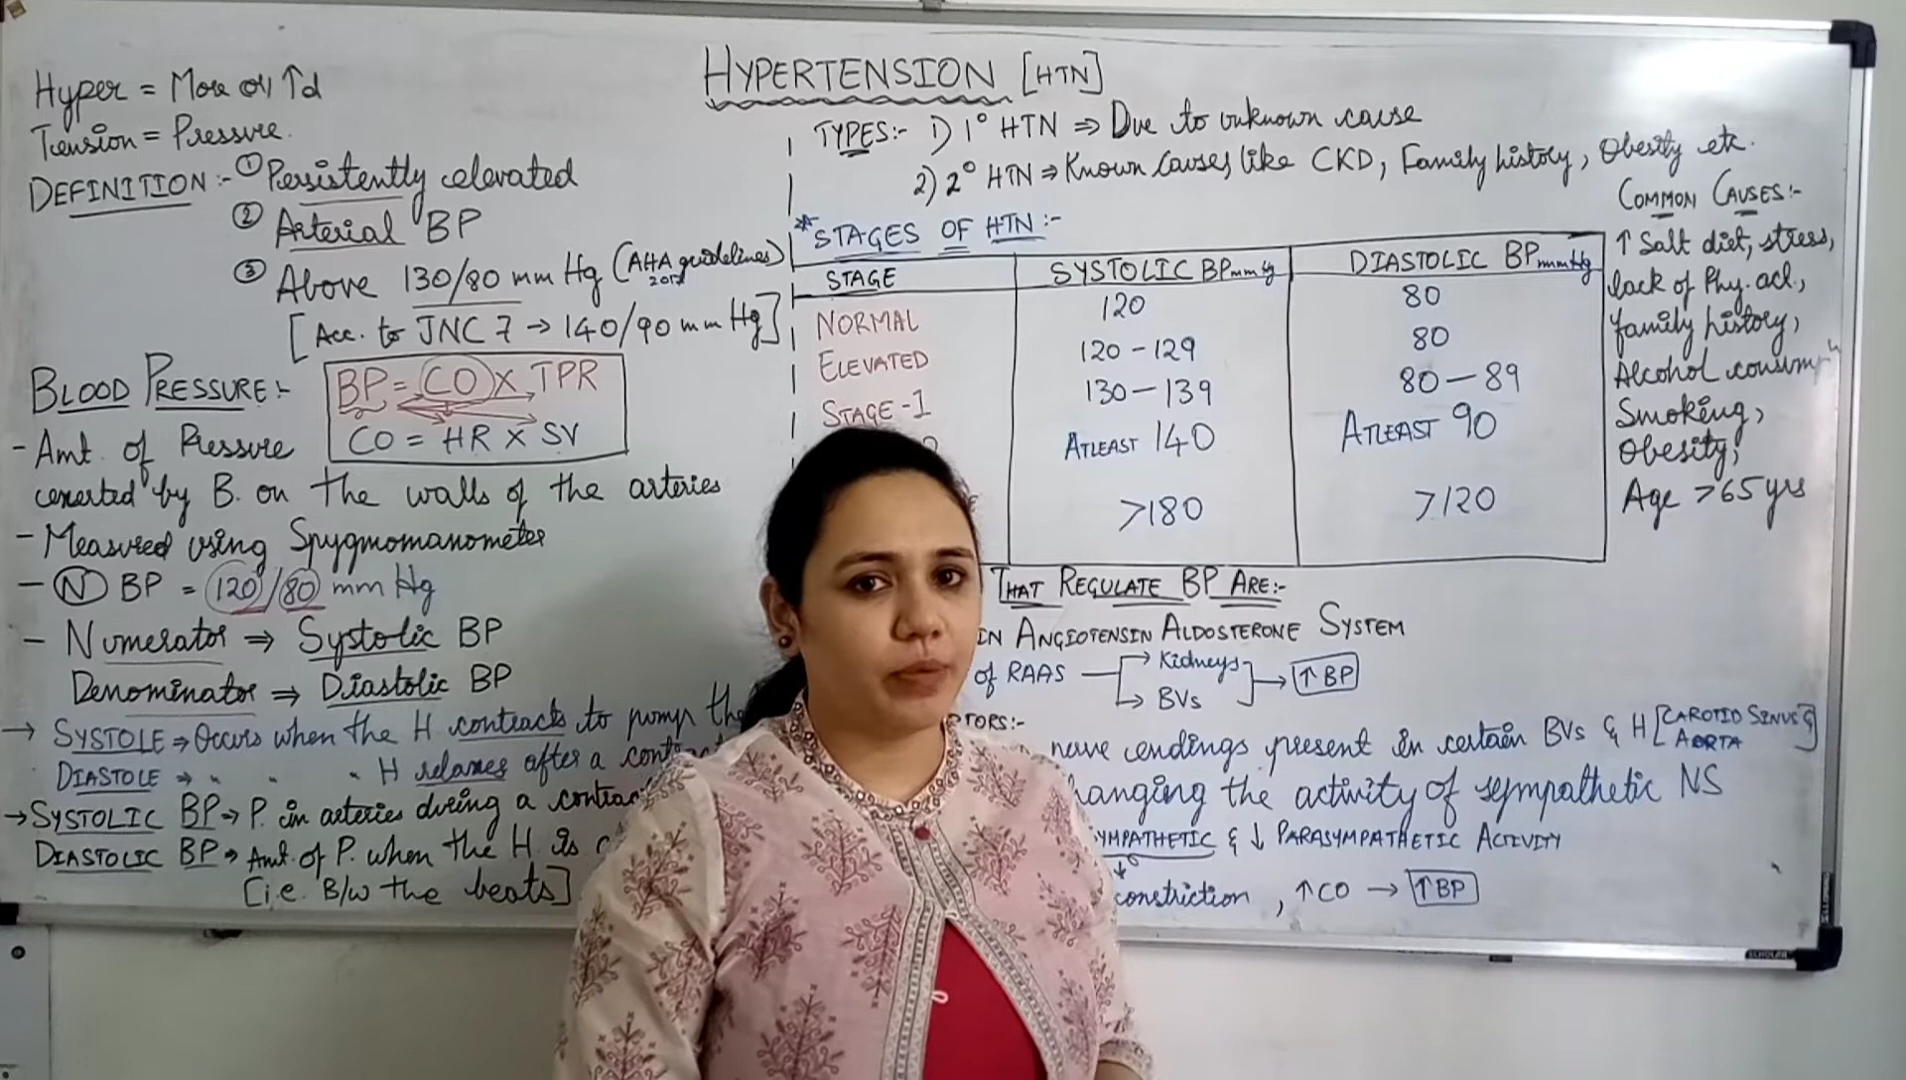 HYPERTENSION [HTN]
Hyper = More or ↑d
Tension = Pressure.
DEFINITION:- ① Persistently elevated
② Arterial BP
③ Above 130/80 mm Hg (AHA guidelines 2017)
[Acc. to JNC 7 → 140/90 mm Hg]
BLOOD PRESSURE:-
BP = CO X TPR
CO = HR X SV
- Amt. of Pressure
exerted by B. on the walls of the arteries
- Measured using Spygmomanometer
- (N) BP = 120/80 mm Hg
- Numerator ⇒ Systolic BP
Denominator ⇒ Diastolic BP
→ SYSTOLE ⇒ Occurs when the H contracts to pump the
DIASTOLE ⇒ " " " H relaxes after a
→ SYSTOLIC BP → P. in arteries during a
DIASTOLIC BP → Amt. of P. when the H is
[i.e. B/w the beats]
TYPES:- 1) 1° HTN ⇒ Due to unknown cause
2) 2° HTN ⇒ Known causes like CKD, Family history, Obesity etc.
* STAGES OF HTN:-
STAGE SYSTOLIC BP mm Hg DIASTOLIC BP mmHg
NORMAL 120 80
ELEVATED 120 - 129 80
STAGE-1 130 - 139 80 - 89
ATLEAST 140 ATLEAST 90
>180 >120
COMMON CAUSES:-
↑ Salt diet, stress,
lack of Phy. act.,
family history,
Alcohol consumpⁿ
Smoking,
Obesity,
Age >65 yrs
THAT REGULATE BP ARE:-
IN ANGIOTENSIN ALDOSTERONE SYSTEM
of RAAS → Kidneys → ↑BP
→ BVs
TORS:-
nerve endings present in certain BVs & H [CAROTID SINUS & AORTA]
hanging the activity of sympathetic NS
YMPATHETIC & ↓ PARASYMPATHETIC ACTIVITY
↓
constriction, ↑CO → ↑BP
SCHOLAR